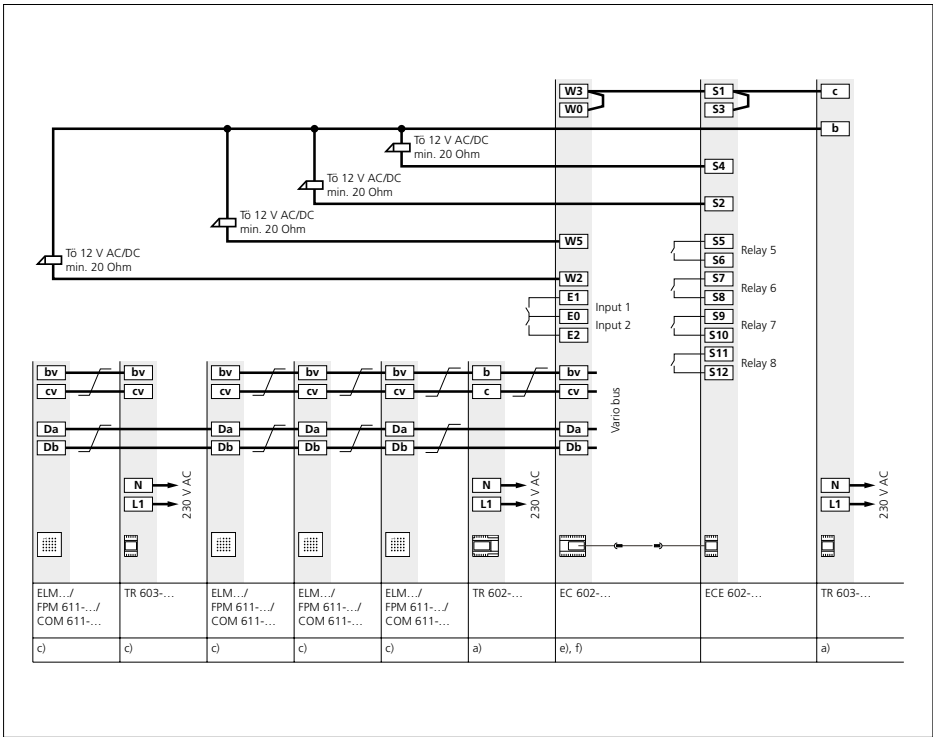 W3 S1 c
W0 S3
b
Tö 12 V AC/DC
min. 20 Ohm
S4
Tö 12 V AC/DC
min. 20 Ohm
S2
Tö 12 V AC/DC
min. 20 Ohm
W5 S5
Relay 5
S6
Tö 12 V AC/DC
min. 20 Ohm
W2 S7
Relay 6
E1 S8
Input 1
E0 S9
Input 2 Relay 7
E2 S10
S11
Relay 8
S12
bv bv bv bv bv b bv
cv cv cv cv cv c cv
Vario bus
Da Da Da Da Da
Db Db Db Db Db
N N N
L1 L1 L1
230 V AC
230 V AC
230 V AC
ELM…/
FPM 611-…/
COM 611-…
TR 603-…
ELM…/
FPM 611-…/
COM 611-…
ELM…/
FPM 611-…/
COM 611-…
ELM…/
FPM 611-…/
COM 611-…
TR 602-…
EC 602-…
ECE 602-…
TR 603-…
c) c) c) c) c) a) e), f) a)